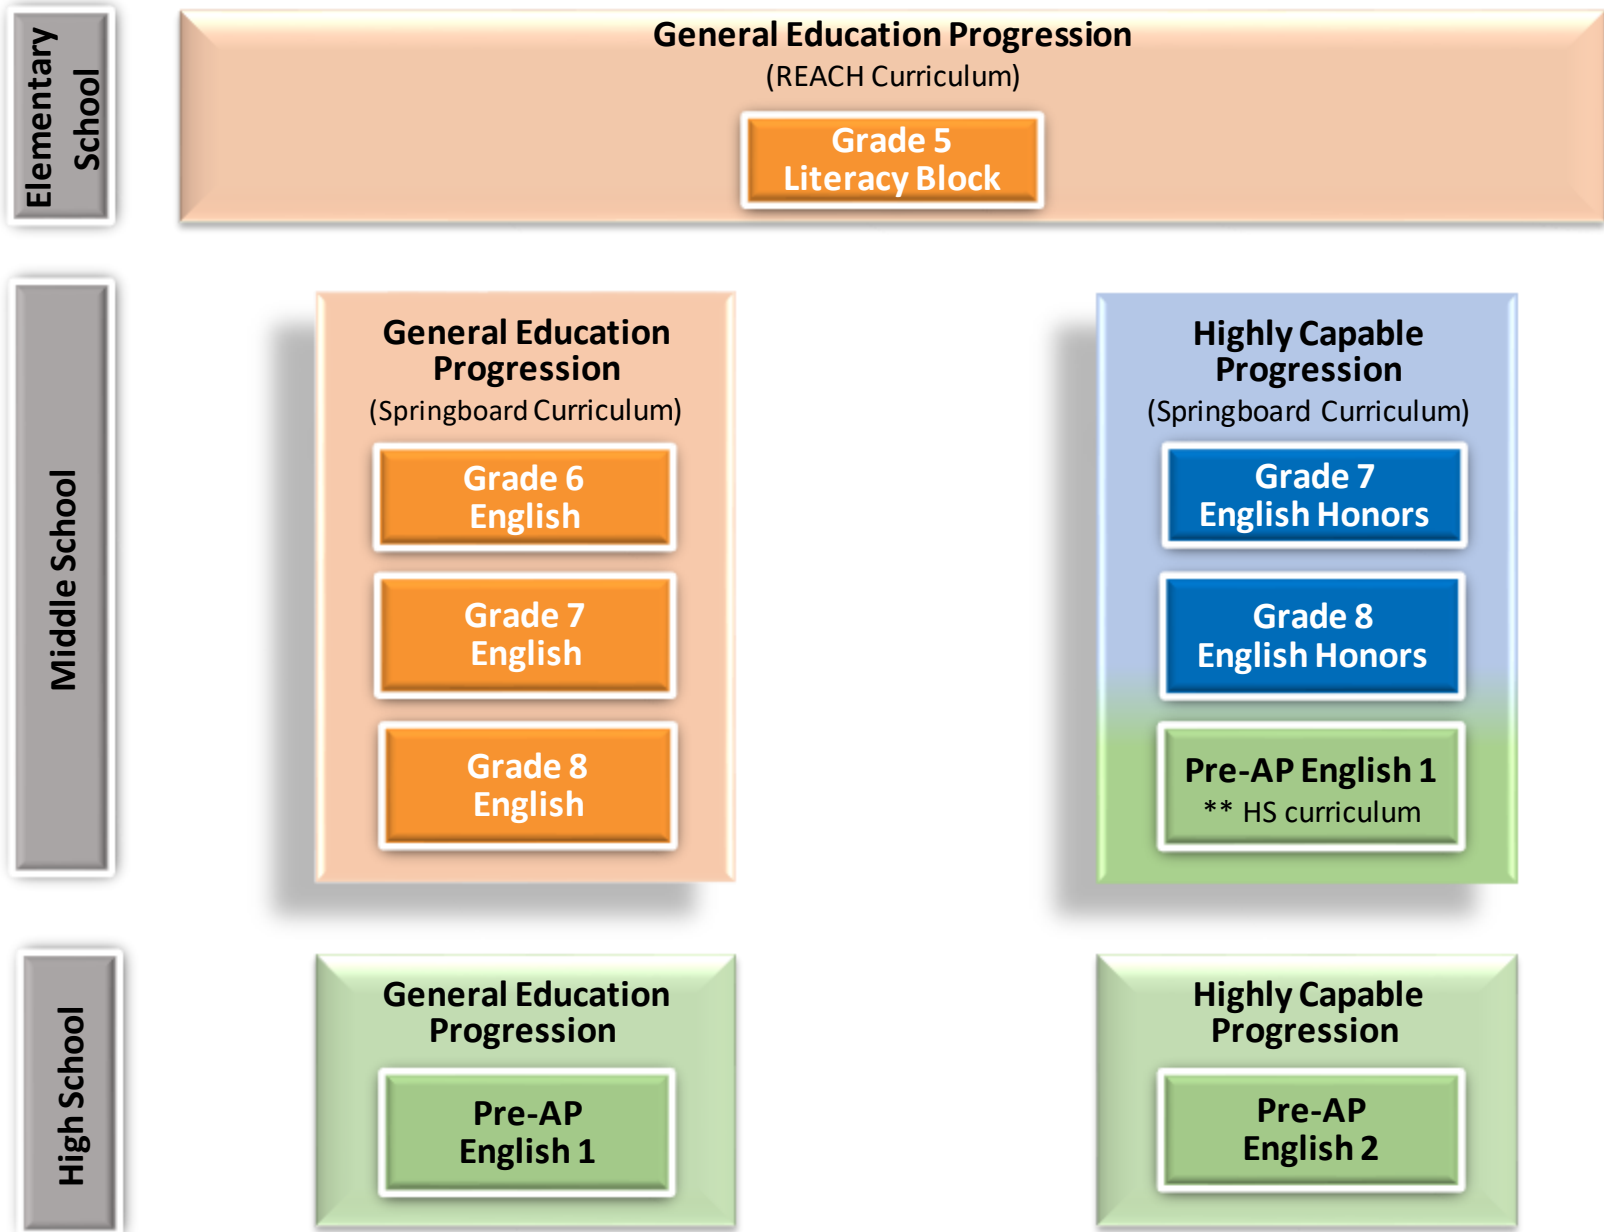 Elementary
School
General Education Progression
(REACH Curriculum)
Grade 5
Literacy Block
Middle School
General Education
Progression
(Springboard Curriculum)
Grade 6
English
Grade 7
English
Grade 8
English
Highly Capable
Progression
(Springboard Curriculum)
Grade 7
English Honors
Grade 8
English Honors
Pre-AP English 1
** HS curriculum
High School
General Education
Progression
Pre-AP
English 1
Highly Capable
Progression
Pre-AP
English 2